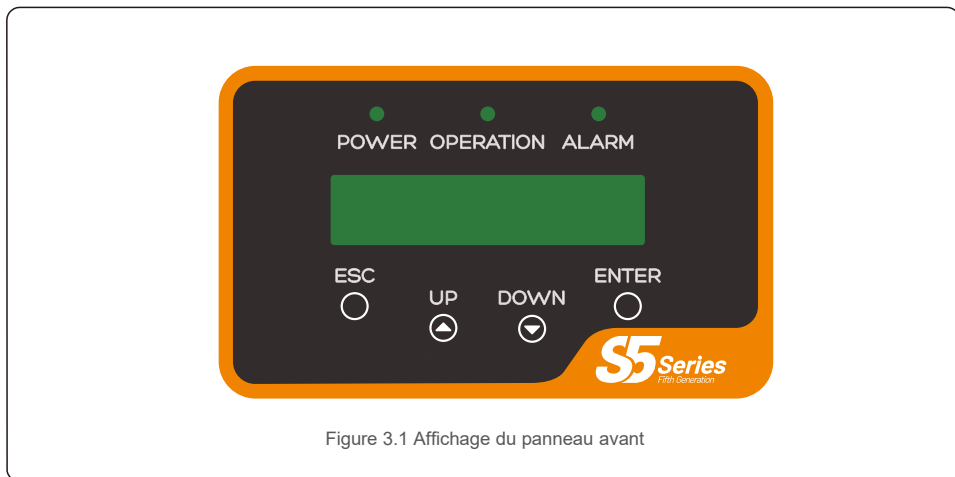 POWER OPERATION ALARM
ESC ENTER
UP DOWN
S5 Series
Fifth Generation
Figure 3.1 Affichage du panneau avant